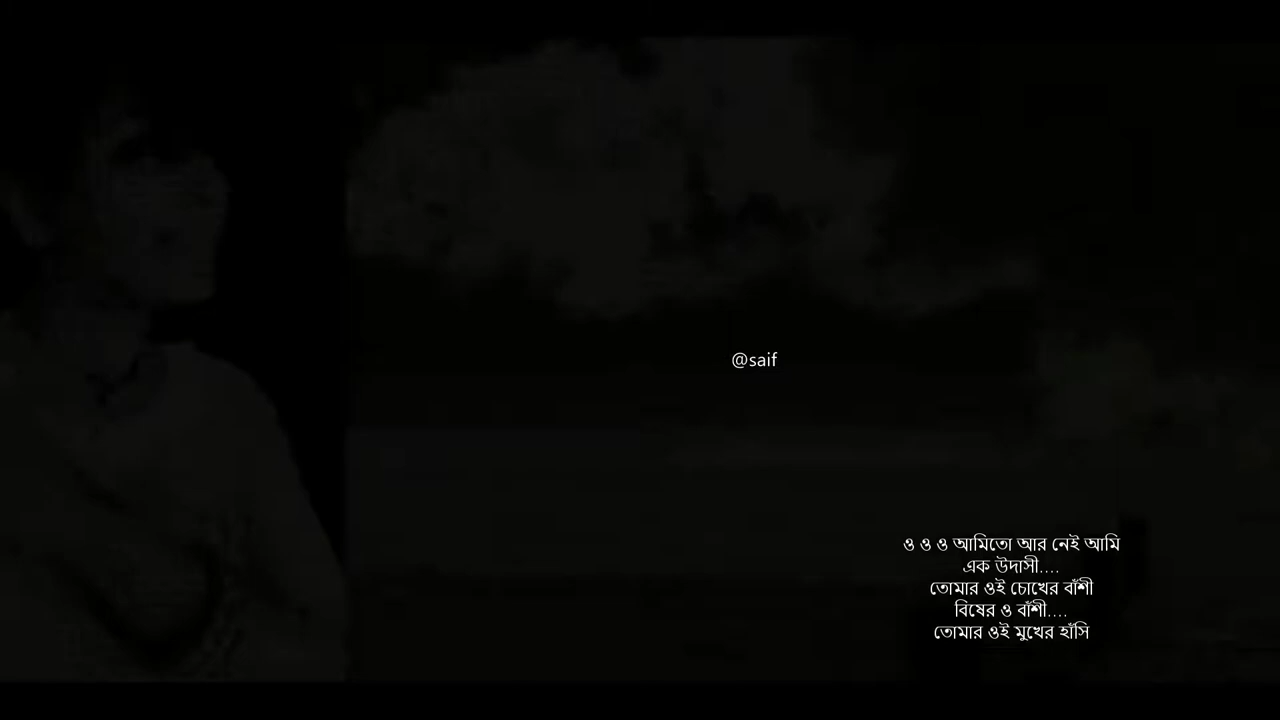 @saif
ও ও ও আমিতো আর নেই আমি
এক উদাসী....
তোমার ওই চোখের বাঁশী
বিষের ও বাঁশী....
তোমার ওই মুখের হাঁসি